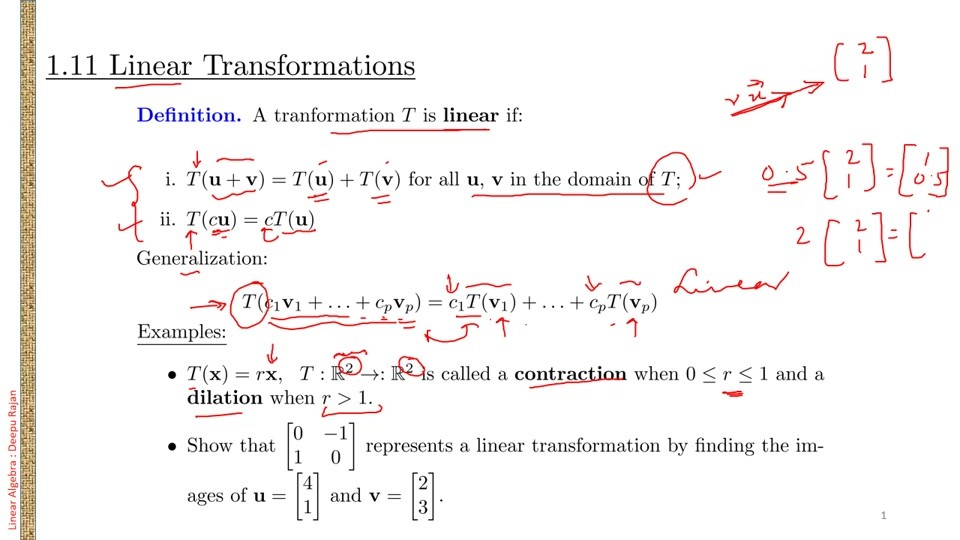 1.11 Linear Transformations
Definition. A tranformation T is linear if:
i. T(u + v) = T(u) + T(v) for all u, v in the domain of T;
ii. T(cu) = cT(u)
Generalization:
T(c₁v₁ + … + cₚvₚ) = c₁T(v₁) + … + cₚT(vₚ)
Linear
Examples:
• T(x) = rx, T : ℝ² →: ℝ² is called a contraction when 0 ≤ r ≤ 1 and a
dilation when r > 1.
• Show that [0 −1; 1 0] represents a linear transformation by finding the im-
ages of u = [4; 1] and v = [2; 3].
[2; 1]
0.5 [2; 1] = [1; 0.5]
2 [2; 1] = [
Linear Algebra : Deepu Rajan
1